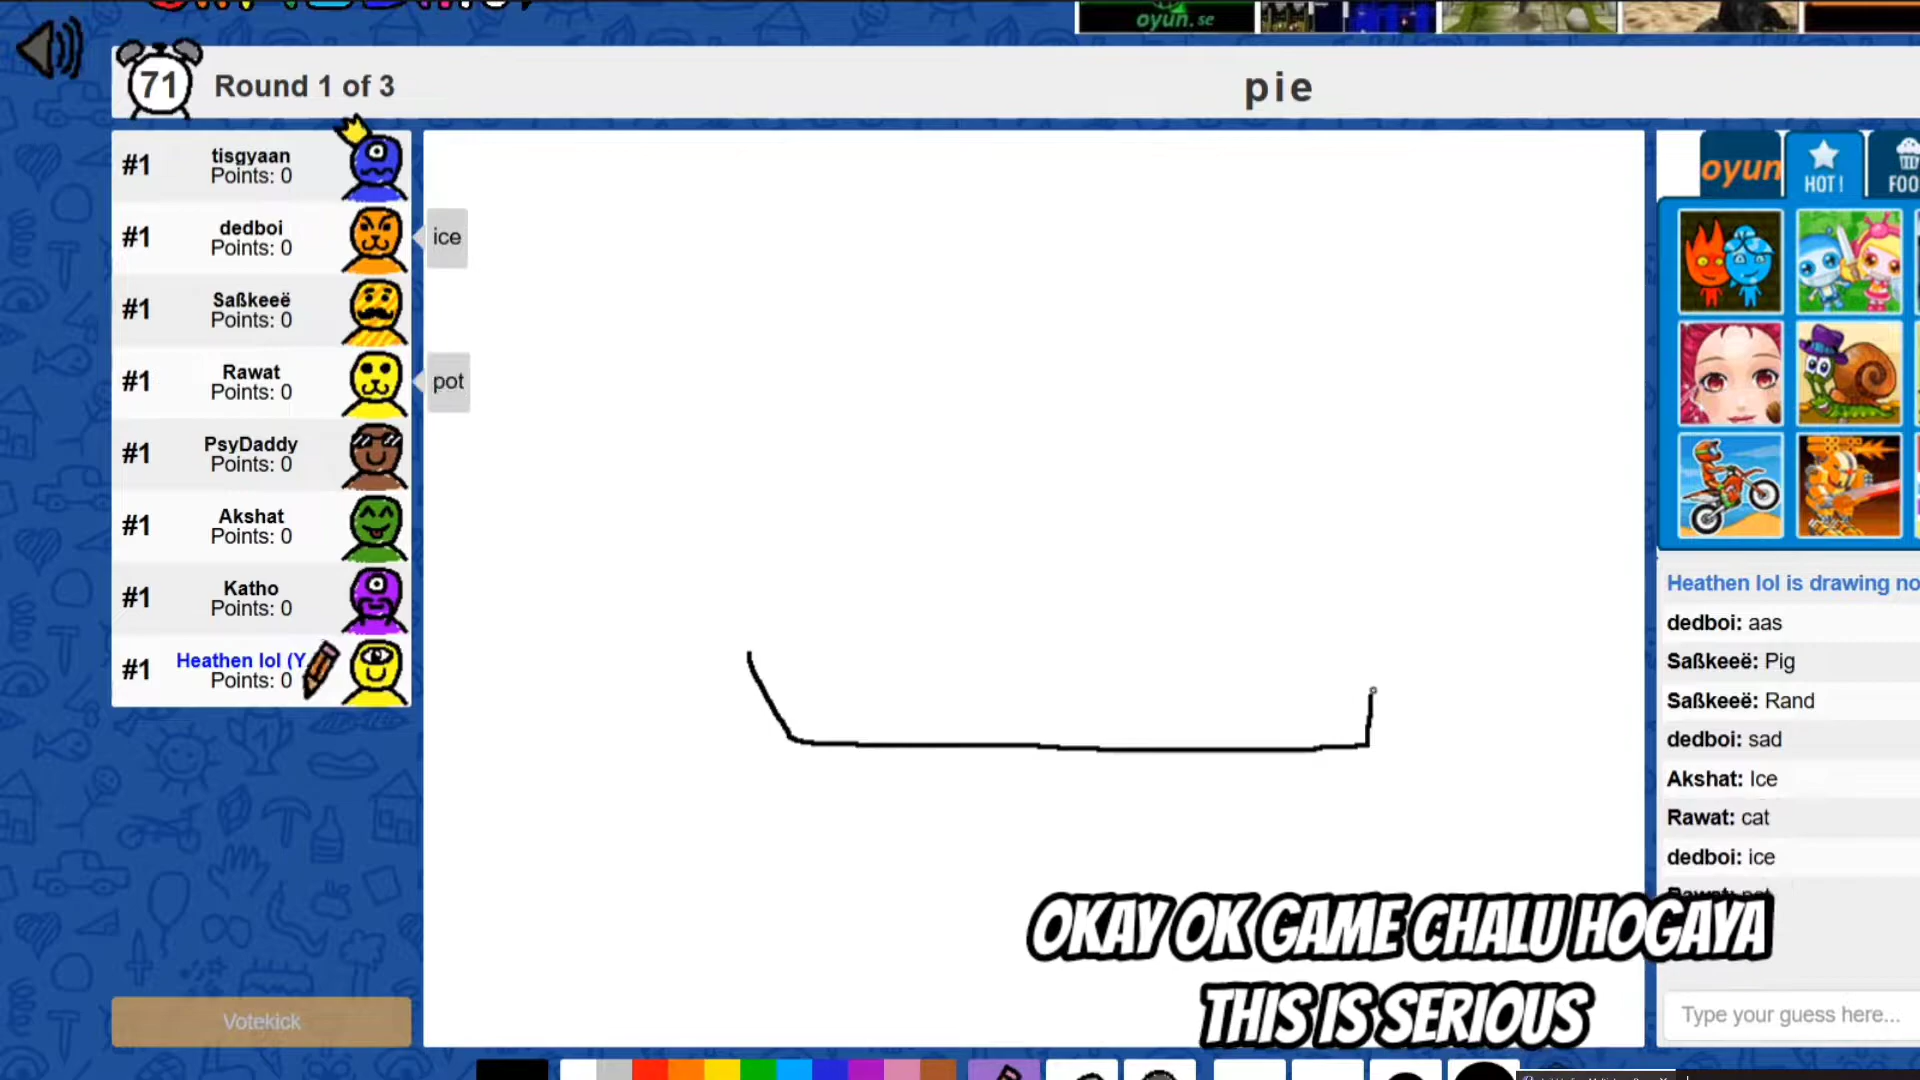 oyun.se
71
Round 1 of 3
pie
#1
tisgyaan
Points: 0
#1
dedboi
Points: 0
ice
#1
Saßkeeë
Points: 0
#1
Rawat
Points: 0
pot
#1
PsyDaddy
Points: 0
#1
Akshat
Points: 0
#1
Katho
Points: 0
#1
Heathen lol (Y
Points: 0
Votekick
oyun
HOT!
FOO
Heathen lol is drawing no
dedboi: aas
Saßkeeë: Pig
Saßkeeë: Rand
dedboi: sad
Akshat: Ice
Rawat: cat
dedboi: ice
Rawat: pot
OKAY OK GAME CHALU HOGAYA
THIS IS SERIOUS
Type your guess here...